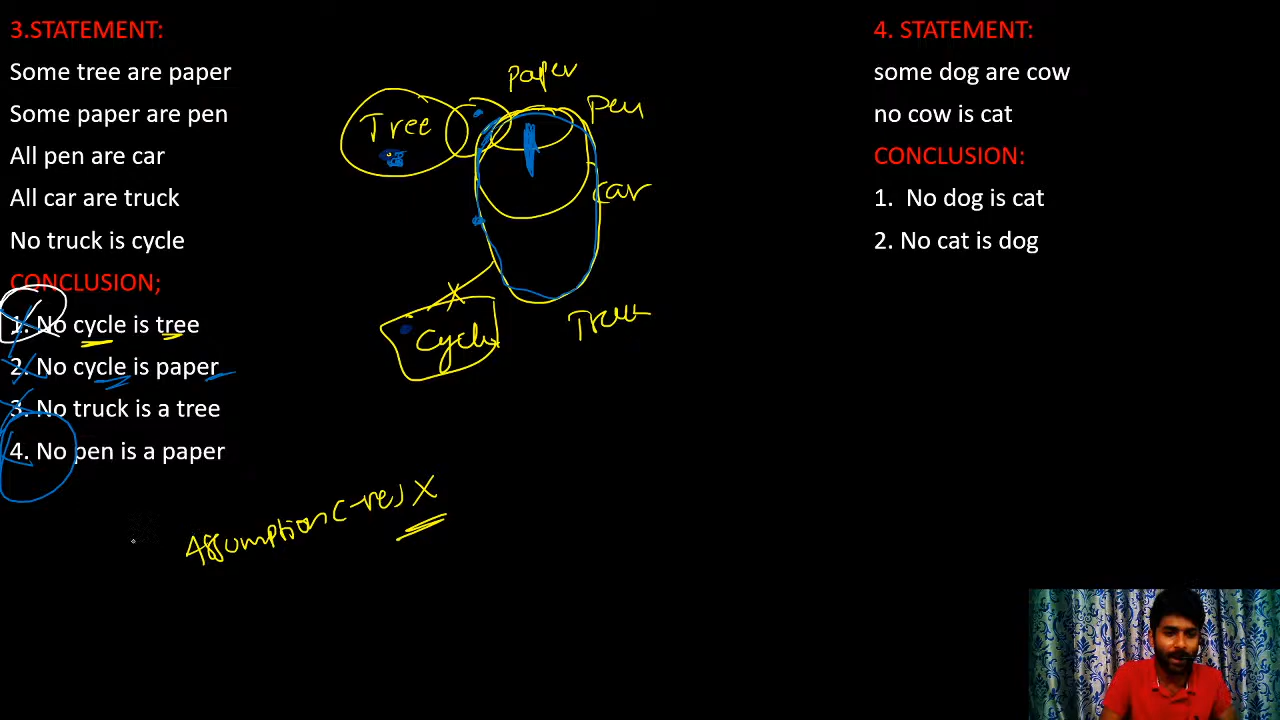 3.STATEMENT:
Some tree are paper
Some paper are pen
All pen are car
All car are truck
No truck is cycle
CONCLUSION;
1. No cycle is tree
2. No cycle is paper
3. No truck is a tree
4. No pen is a paper
paper
Tree
pen
car
Cycle
Truck
Assumption (-ve) X
4. STATEMENT:
some dog are cow
no cow is cat
CONCLUSION:
1. No dog is cat
2. No cat is dog